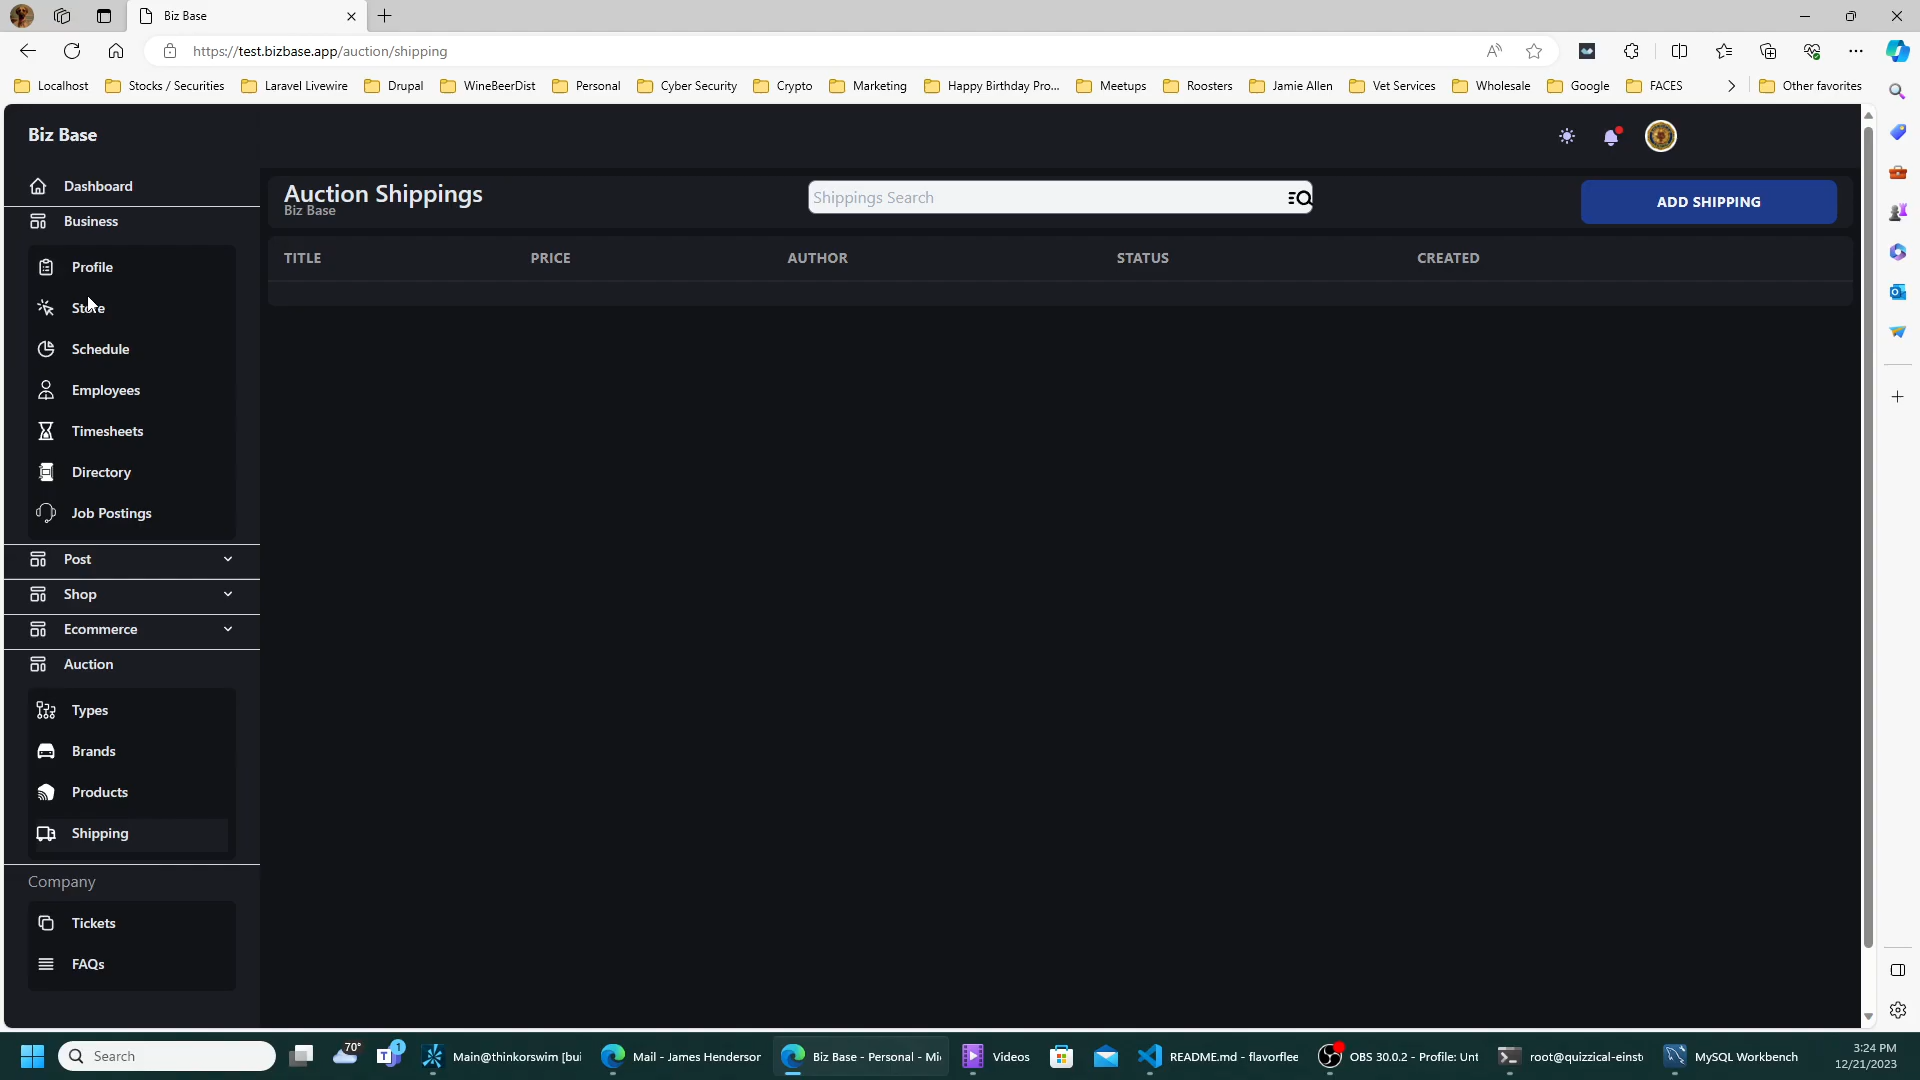 Biz Base
https://test.bizbase.app/auction/shipping
Localhost
Stocks / Securities
Laravel Livewire
Drupal
WineBeerDist
Personal
Cyber Security
Crypto
Marketing
Happy Birthday Pro...
Meetups
Roosters
Jamie Allen
Vet Services
Wholesale
Google
FACES
Other favorites
Biz Base
Dashboard
Business
Profile
Store
Schedule
Employees
Timesheets
Directory
Job Postings
Post
Shop
Ecommerce
Auction
Types
Brands
Products
Shipping
Company
Tickets
FAQs
Auction Shippings
Biz Base
Shippings Search
ADD SHIPPING
TITLE PRICE AUTHOR STATUS CREATED
Search
70°
1
Main@thinkorswim [bui
Mail - James Henderson
Biz Base - Personal - Mi
Videos
README.md - flavorflee
OBS 30.0.2 - Profile: Unt
root@quizzical-einst
MySQL Workbench
3:24 PM
12/21/2023